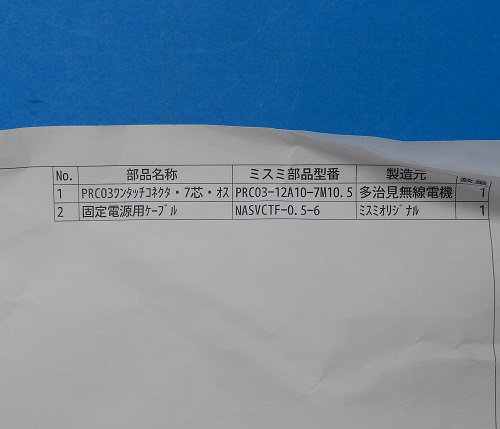 No. 部品名称 ミスミ部品型番 製造元 数量
1 PRC03ﾜﾝﾀｯﾁｺﾈｸﾀ・7芯・ｵｽ PRC03-12A10-7M10.5 多治見無線電機 1
2 固定電源用ｹｰﾌﾞﾙ NASVCTF-0.5-6 ﾐｽﾐｵﾘｼﾞﾅﾙ 1